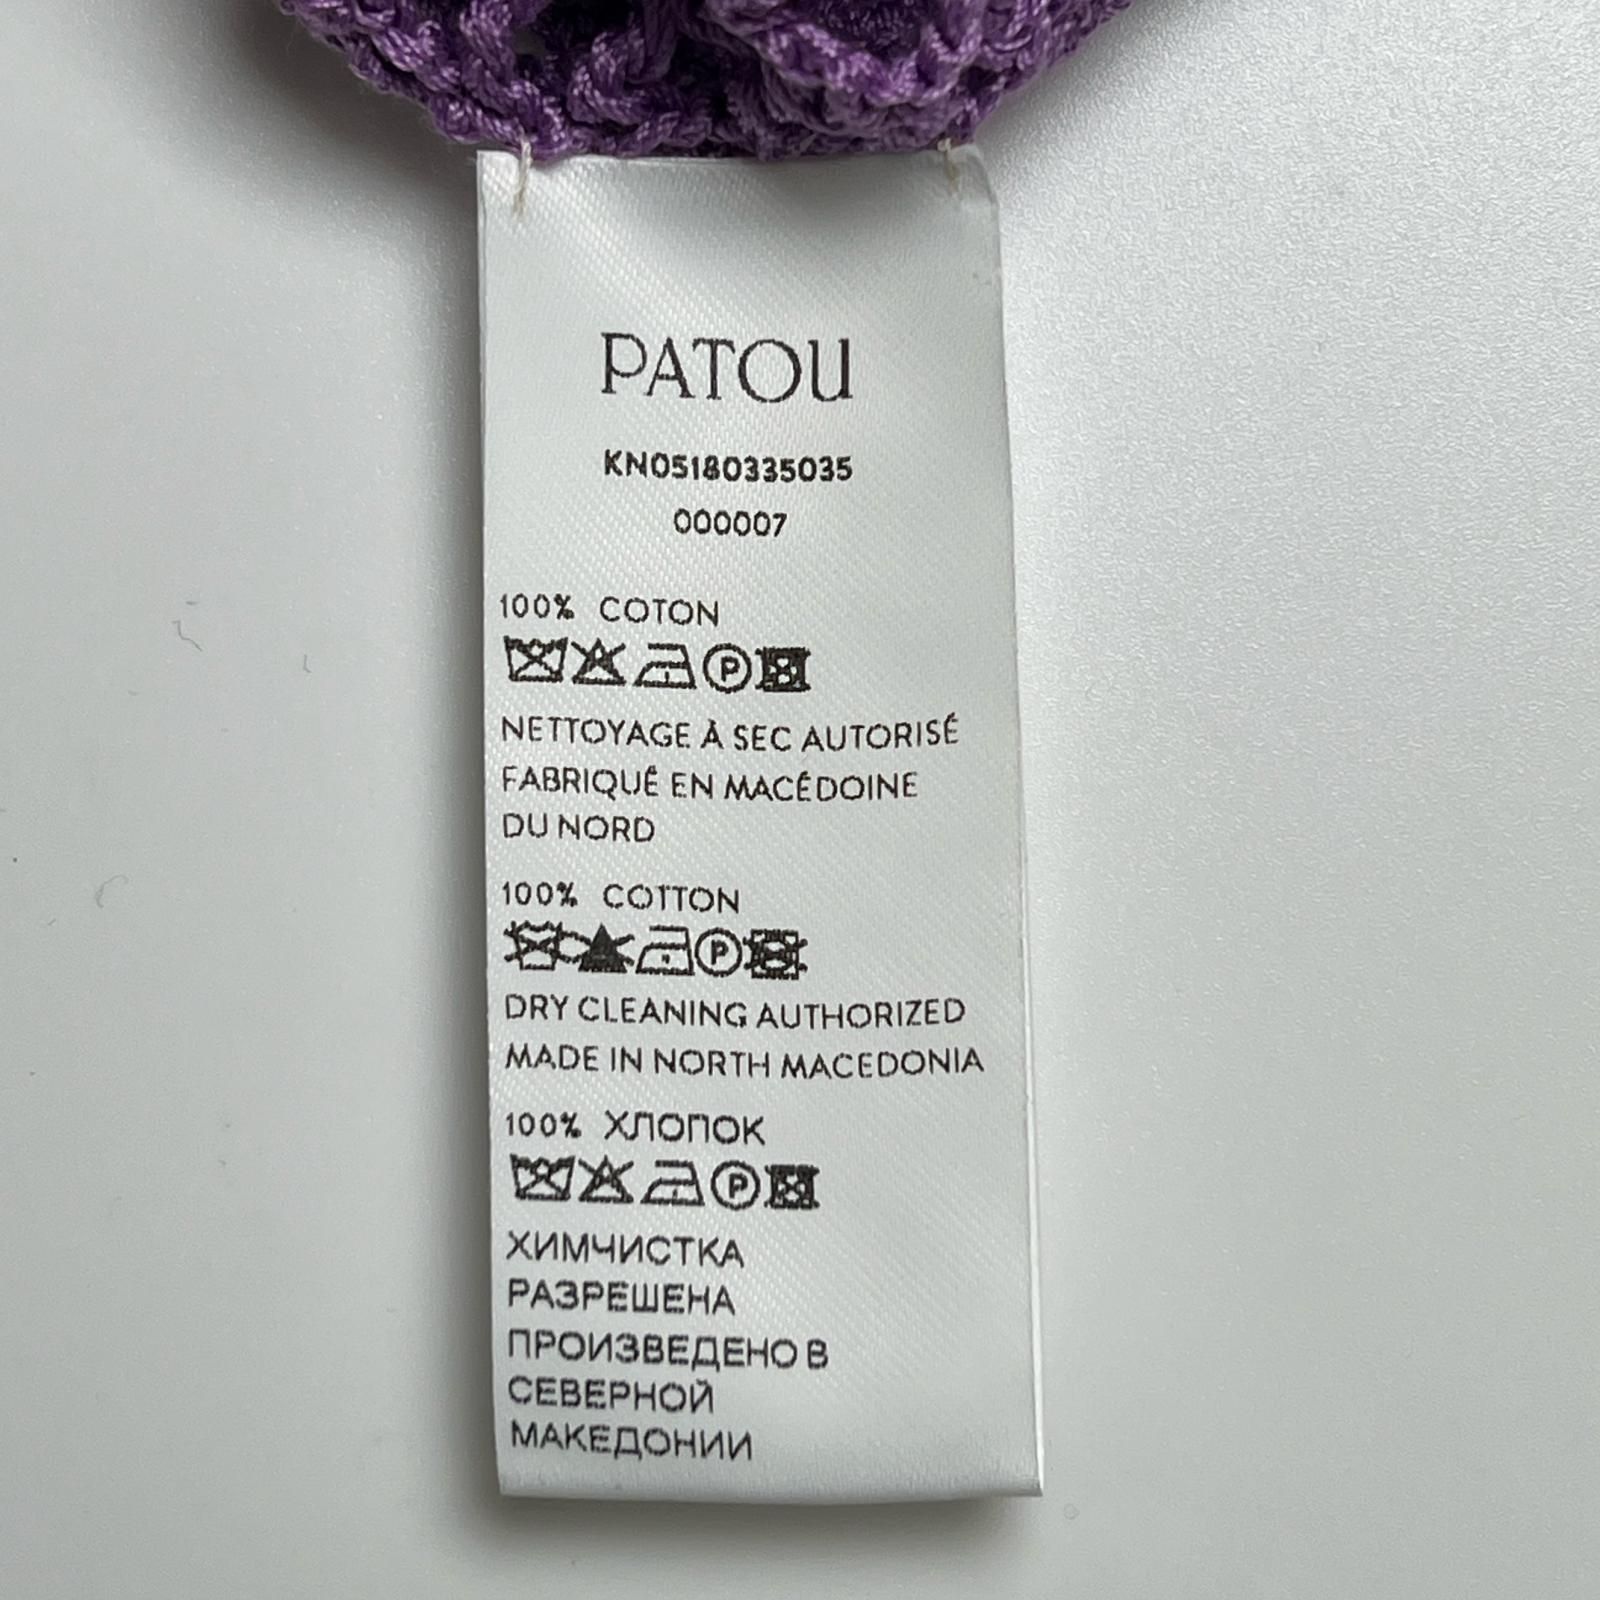 PATOU
KN05180335035
000007
100% COTON
P
NETTOYAGE À SEC AUTORISÉ
FABRIQUÉ EN MACÉDOINE
DU NORD
100% COTTON
P
DRY CLEANING AUTHORIZED
MADE IN NORTH MACEDONIA
100% ХЛОПОК
P
ХИМЧИСТКА
РАЗРЕШЕНА
ПРОИЗВЕДЕНО В
СЕВЕРНОЙ
МАКЕДОНИИ